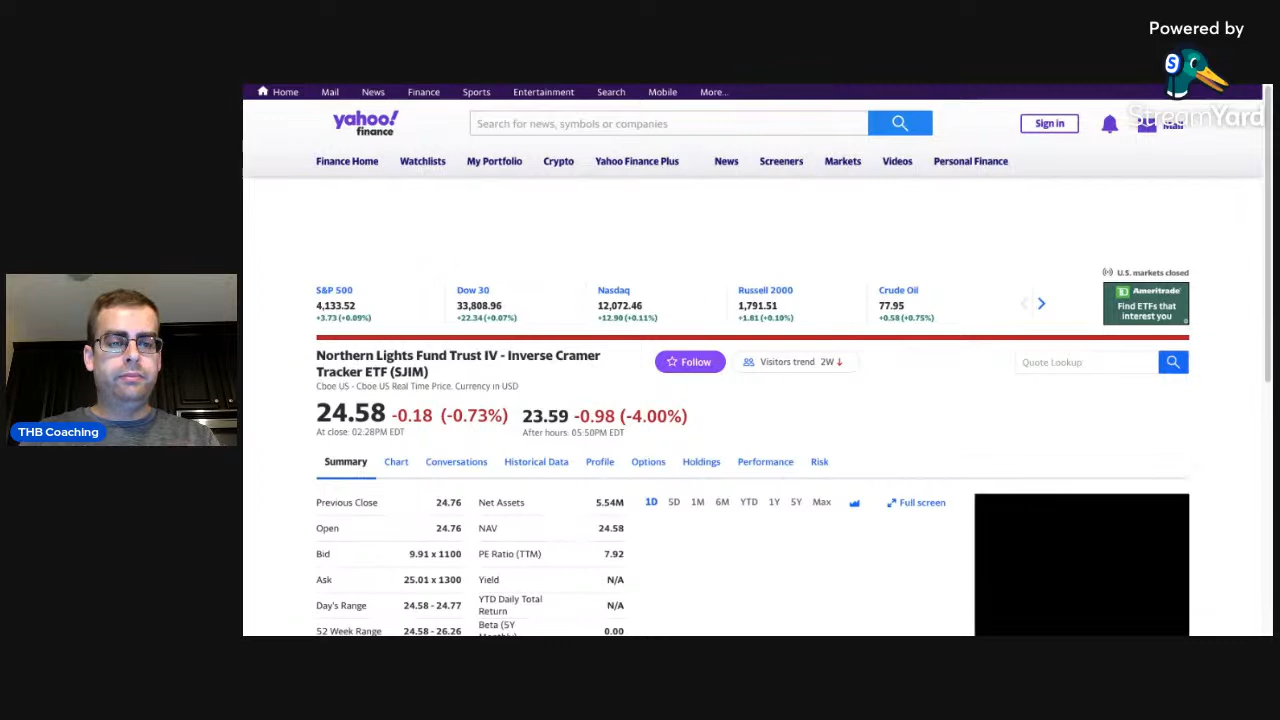 Powered by
S
StreamYard
Home Mail News Finance Sports Entertainment Search Mobile More...
yahoo!
finance
Search for news, symbols or companies
Sign in
Mail
Finance Home Watchlists My Portfolio Crypto Yahoo Finance Plus News Screeners Markets Videos Personal Finance
U.S. markets closed
S&P 500 Dow 30 Nasdaq Russell 2000 Crude Oil
4,133.52 33,808.96 12,072.46 1,791.51 77.95
+3.73 (+0.09%) +22.34 (+0.07%) +12.90 (+0.11%) +1.81 (+0.10%) +0.58 (+0.75%)
TD Ameritrade
Find ETFs that
interest you
Northern Lights Fund Trust IV - Inverse Cramer
Tracker ETF (SJIM)
Cboe US - Cboe US Real Time Price. Currency in USD
Follow
Visitors trend 2W
Quote Lookup
24.58 -0.18 (-0.73%) 23.59 -0.98 (-4.00%)
At close: 02:28PM EDT After hours: 05:50PM EDT
THB Coaching
Summary Chart Conversations Historical Data Profile Options Holdings Performance Risk
1D 5D 1M 6M YTD 1Y 5Y Max Full screen
Previous Close 24.76 Net Assets 5.54M
Open 24.76 NAV 24.58
Bid 9.91 x 1100 PE Ratio (TTM) 7.92
Ask 25.01 x 1300 Yield N/A
Day's Range 24.58 - 24.77 YTD Daily Total
Return N/A
52 Week Range 24.58 - 26.26 Beta (5Y
Monthly) 0.00